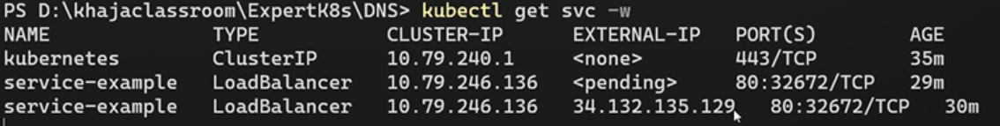 PS D:\khajaclassroom\ExpertK8s\DNS> kubectl get svc -w
NAME TYPE CLUSTER-IP EXTERNAL-IP PORT(S) AGE
kubernetes ClusterIP 10.79.240.1 <none> 443/TCP 35m
service-example LoadBalancer 10.79.246.136 <pending> 80:32672/TCP 29m
service-example LoadBalancer 10.79.246.136 34.132.135.129 80:32672/TCP 30m